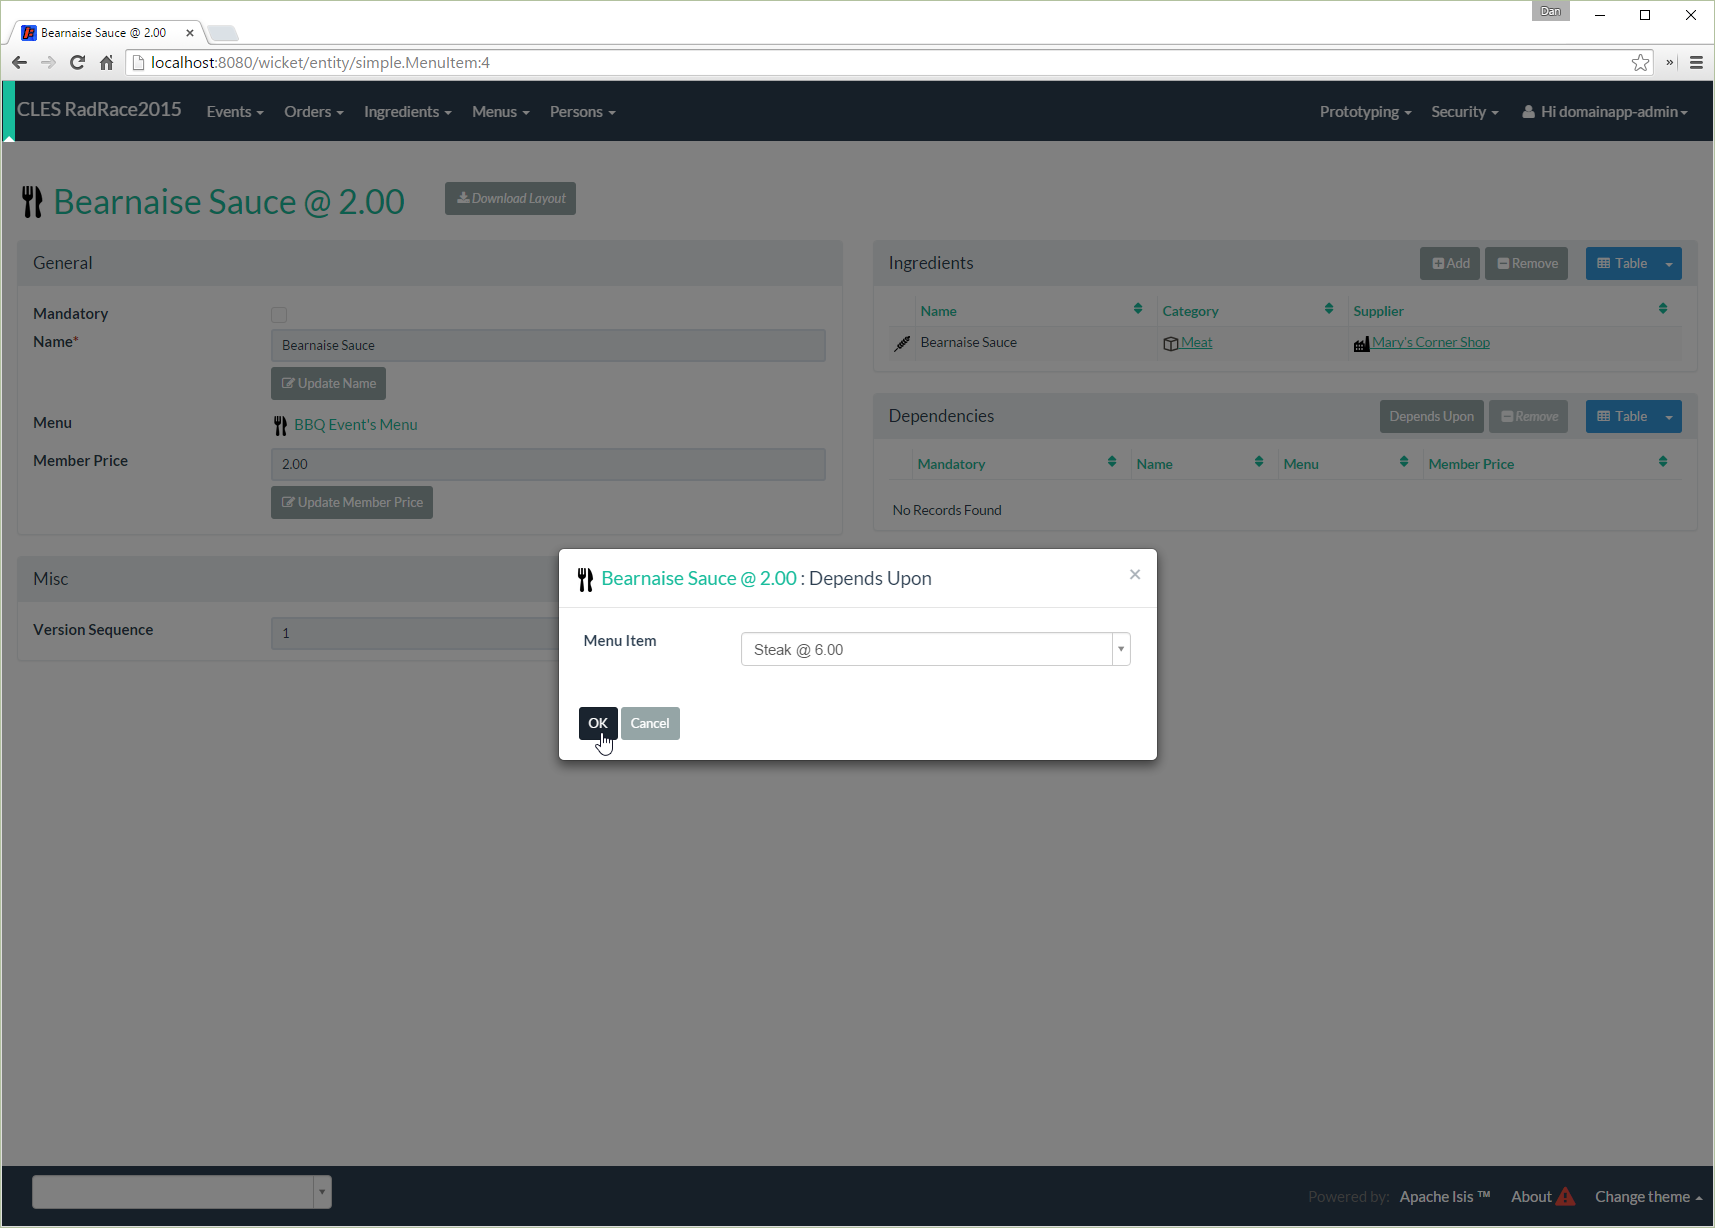 Dan
Bearnaise Sauce @ 2.00
localhost:8080/wicket/entity/simple.MenuItem:4
CLES RadRace2015 Events Orders Ingredients Menus Persons Prototyping Security Hi domainapp-admin
Bearnaise Sauce @ 2.00 Download Layout
General
Mandatory
Name* Bearnaise Sauce
Update Name
Menu BBQ Event's Menu
Member Price 2.00
Update Member Price
Misc
Version Sequence 1
Ingredients Add Remove Table
Name Category Supplier
Bearnaise Sauce Meat Mary's Corner Shop
Dependencies Depends Upon Remove Table
Mandatory Name Menu Member Price
No Records Found
Bearnaise Sauce @ 2.00 : Depends Upon ×
Menu Item Steak @ 6.00
OK Cancel
Powered by: Apache Isis ™ About Change theme